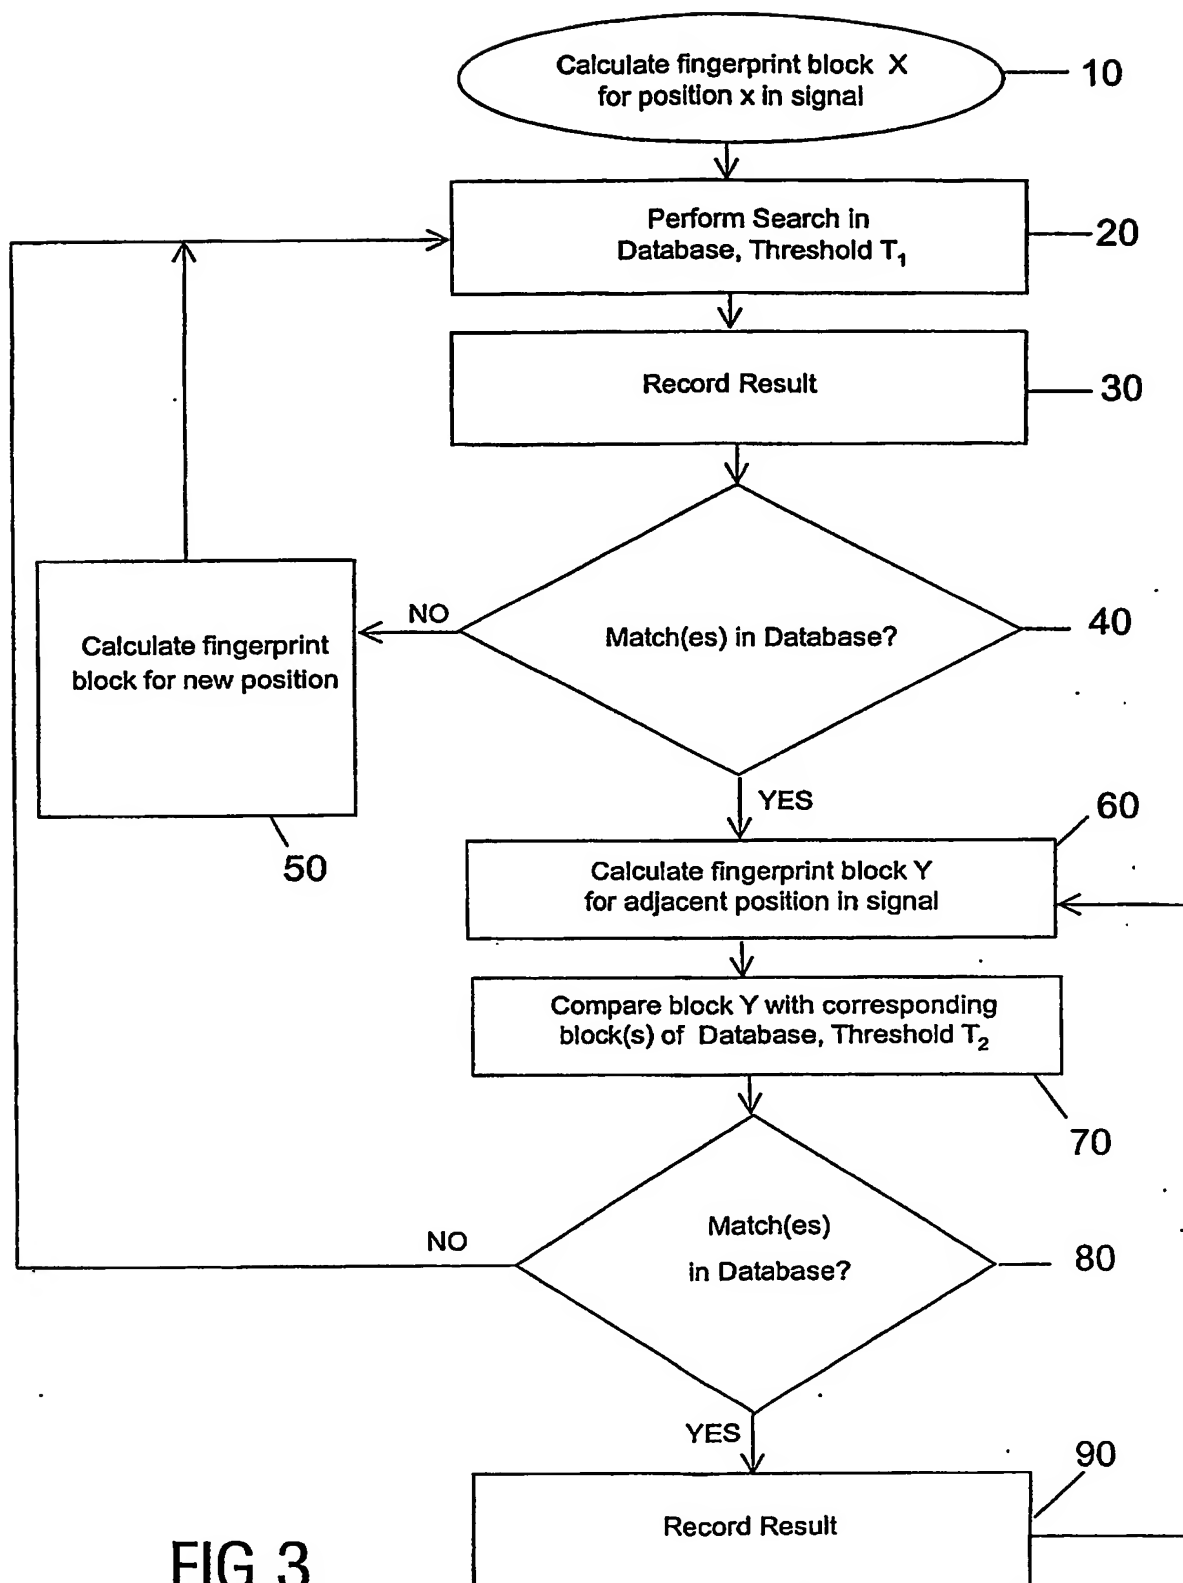 Calculate fingerprint block X
for position x in signal
10
Perform Search in
Database, Threshold T₁
20
Record Result
30
Match(es) in Database?
40
NO
Calculate fingerprint
block for new position
50
YES
60
Calculate fingerprint block Y
for adjacent position in signal
Compare block Y with corresponding
block(s) of Database, Threshold T₂
70
Match(es)
in Database?
80
NO
YES
90
Record Result
FIG 3